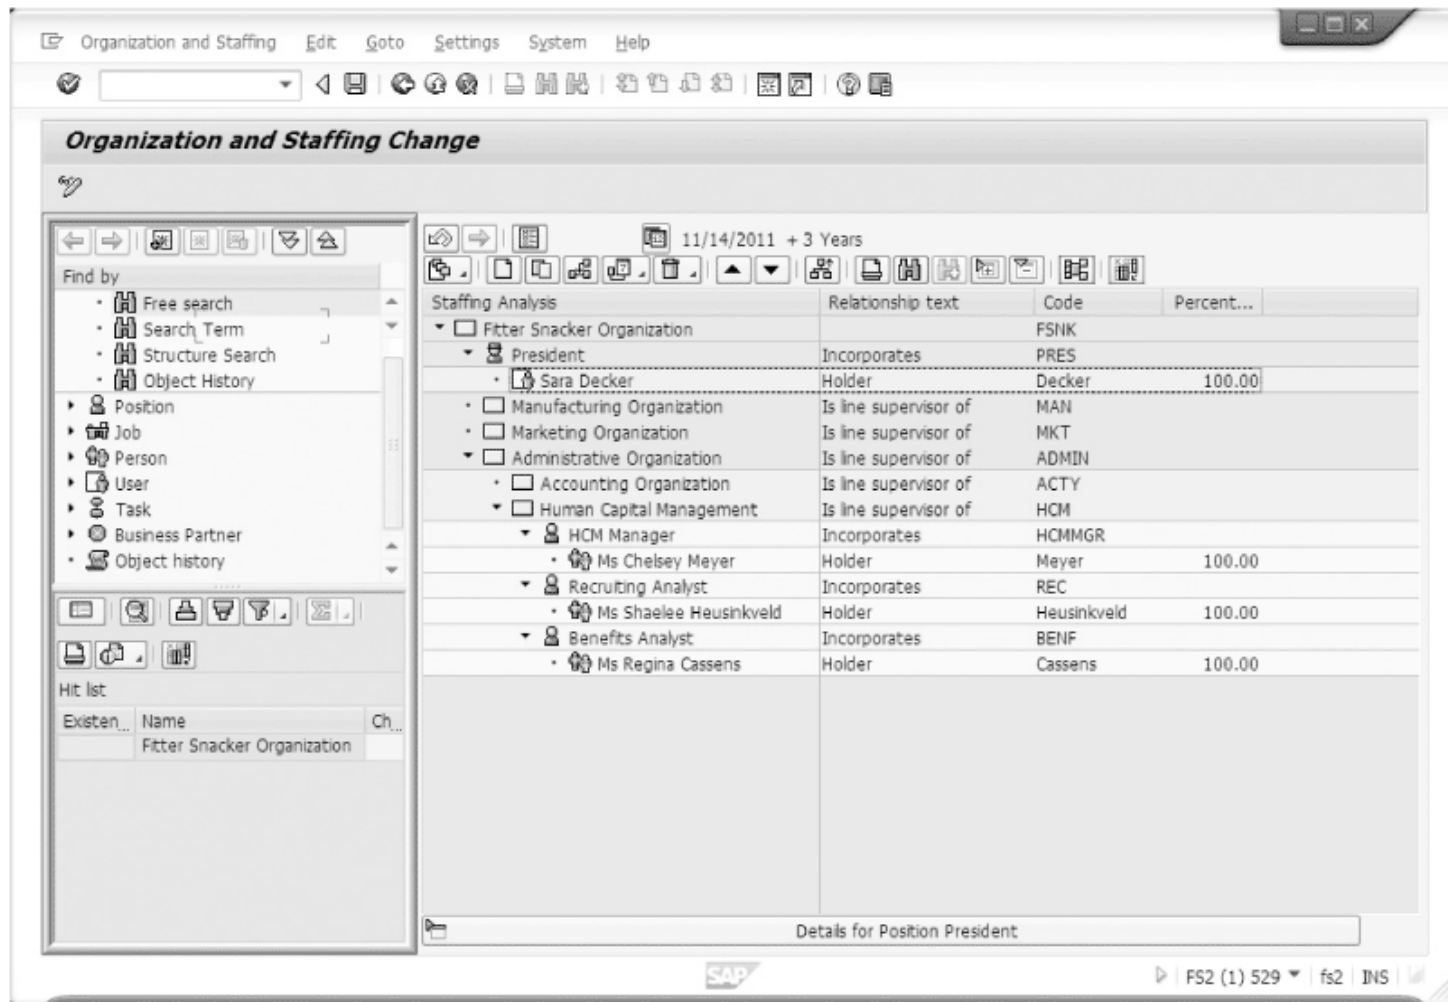 Organization and Staffing Edit Goto Settings System Help
Organization and Staffing Change
11/14/2011 + 3 Years
Find by
Free search
Search Term
Structure Search
Object History
Position
Job
Person
User
Task
Business Partner
Object history
Hit list
Existen... Name Ch...
Fitter Snacker Organization
Staffing Analysis Relationship text Code Percent...
Fitter Snacker Organization FSNK
President Incorporates PRES
Sara Decker Holder Decker 100.00
Manufacturing Organization Is line supervisor of MAN
Marketing Organization Is line supervisor of MKT
Administrative Organization Is line supervisor of ADMIN
Accounting Organization Is line supervisor of ACTY
Human Capital Management Is line supervisor of HCM
HCM Manager Incorporates HCMMGR
Ms Chelsey Meyer Holder Meyer 100.00
Recruiting Analyst Incorporates REC
Ms Shaelee Heusinkveld Holder Heusinkveld 100.00
Benefits Analyst Incorporates BENF
Ms Regina Cassens Holder Cassens 100.00
Details for Position President
SAP FS2 (1) 529 fs2 INS